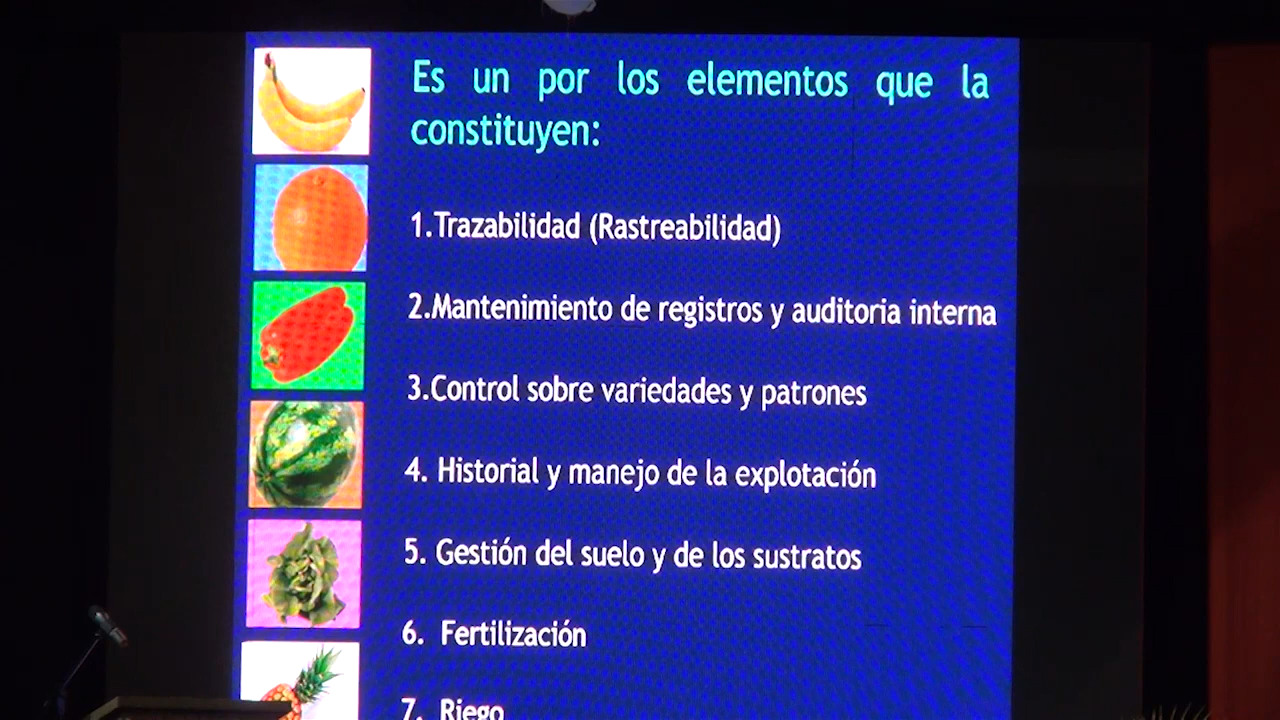 Es un por los elementos que la
constituyen:
1.Trazabilidad (Rastreabilidad)
2.Mantenimiento de registros y auditoria interna
3.Control sobre variedades y patrones
4. Historial y manejo de la explotación
5. Gestión del suelo y de los sustratos
6. Fertilización
7. Riego